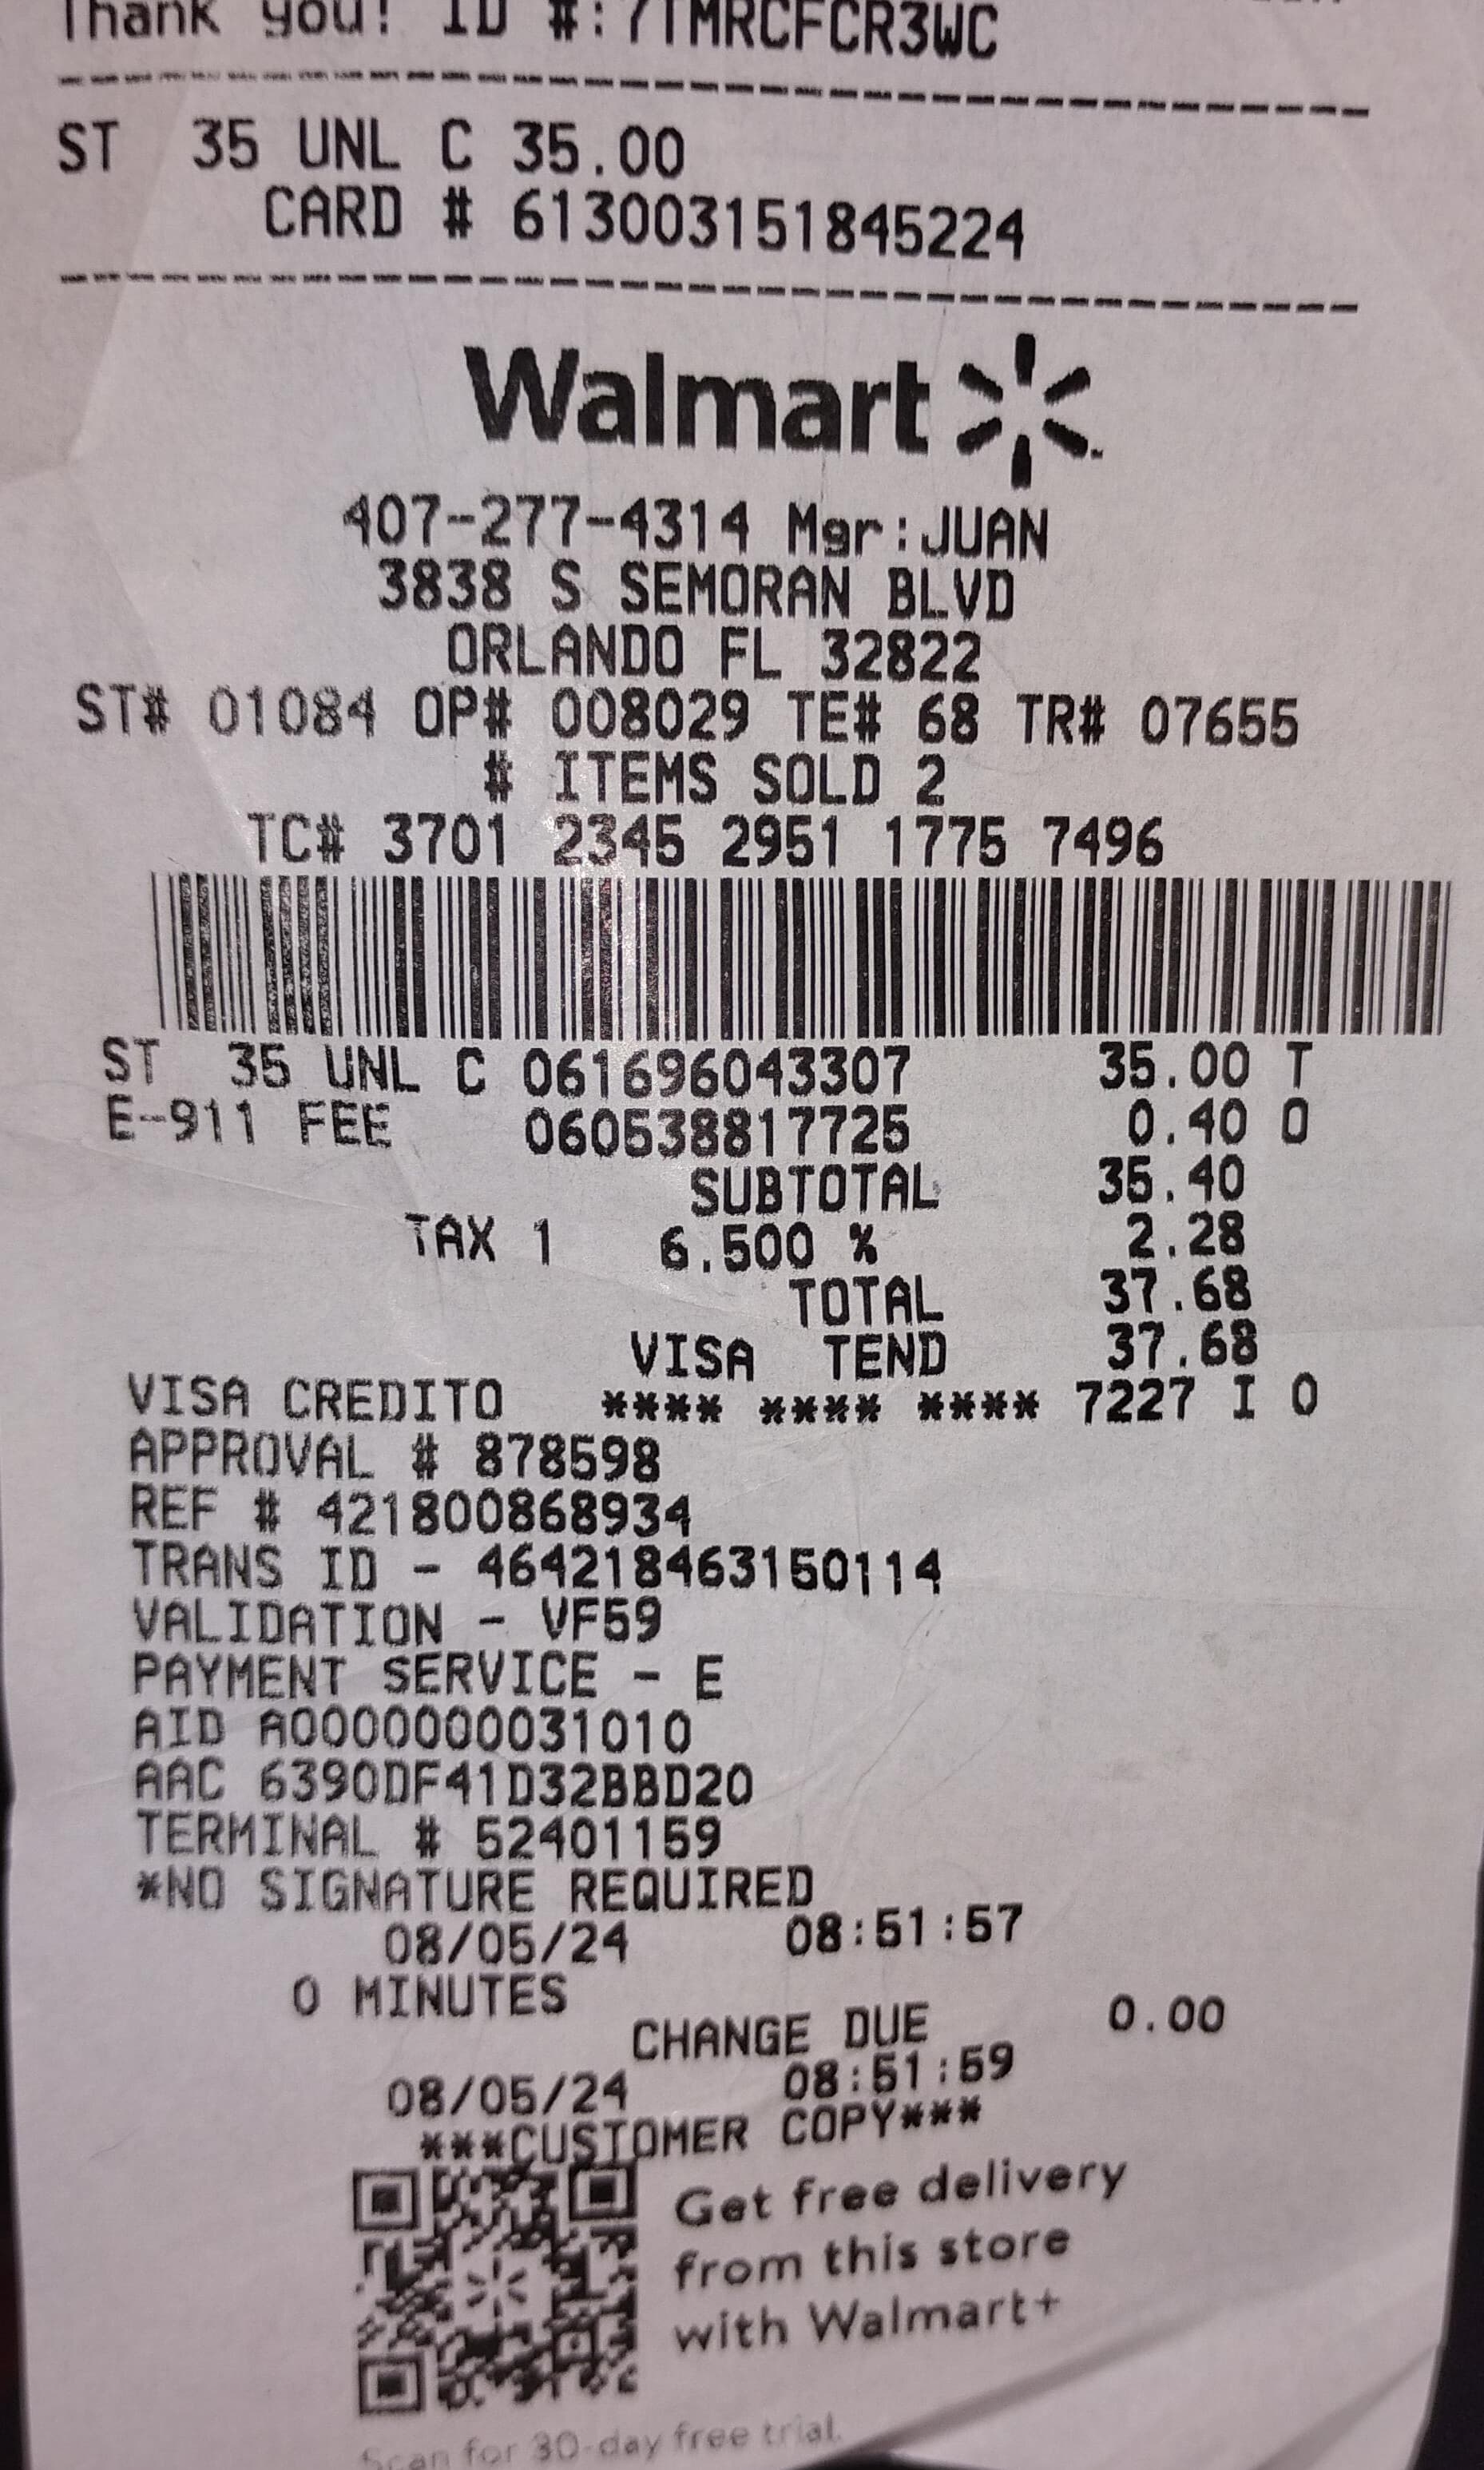 Thank you! ID #:7TMRCFCR3WC
ST 35 UNL C 35.00
CARD # 613003151845224
Walmart
407-277-4314 Mgr:JUAN
3838 S SEMORAN BLVD
ORLANDO FL 32822
ST# 01084 OP# 008029 TE# 68 TR# 07655
# ITEMS SOLD 2
TC# 3701 2345 2951 1775 7496
ST 35 UNL C 061696043307 35.00 T
E-911 FEE 060538817725 0.40 O
SUBTOTAL 35.40
TAX 1 6.500 % 2.28
TOTAL 37.68
VISA TEND 37.68
VISA CREDITO **** **** **** 7227 I 0
APPROVAL # 878598
REF # 421800868934
TRANS ID - 464218463150114
VALIDATION - VF59
PAYMENT SERVICE - E
AID A0000000031010
AAC 6390DF41D32BBD20
TERMINAL # 52401159
*NO SIGNATURE REQUIRED
08/05/24 08:51:57
0 MINUTES
CHANGE DUE 0.00
08/05/24 08:51:59
***CUSTOMER COPY***
Get free delivery
from this store
with Walmart+
Scan for 30-day free trial.